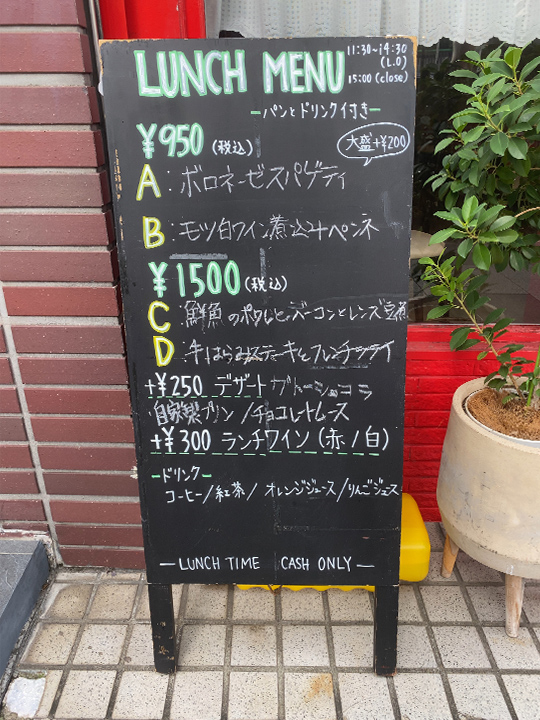 LUNCH MENU
11:30~14:30
(L.O)
15:00 (close)
ーパンとドリンク付きー
¥950 (税込)
大盛+¥200
A:ボロネーゼスパゲティ
B:モツ白ワイン煮込みペンネ
¥1500(税込)
C:鮮魚のポワレとベーコンとレンズ豆煮
D:牛はらみステーキとフレンチフライ
+¥250 デザート ガトーショコラ
自家製プリン/チョコレートムース
+¥300 ランチワイン(赤/白)
-ドリンク-
コーヒー/紅茶/オレンジジュース/りんごジュース
—LUNCH TIME CASH ONLY—